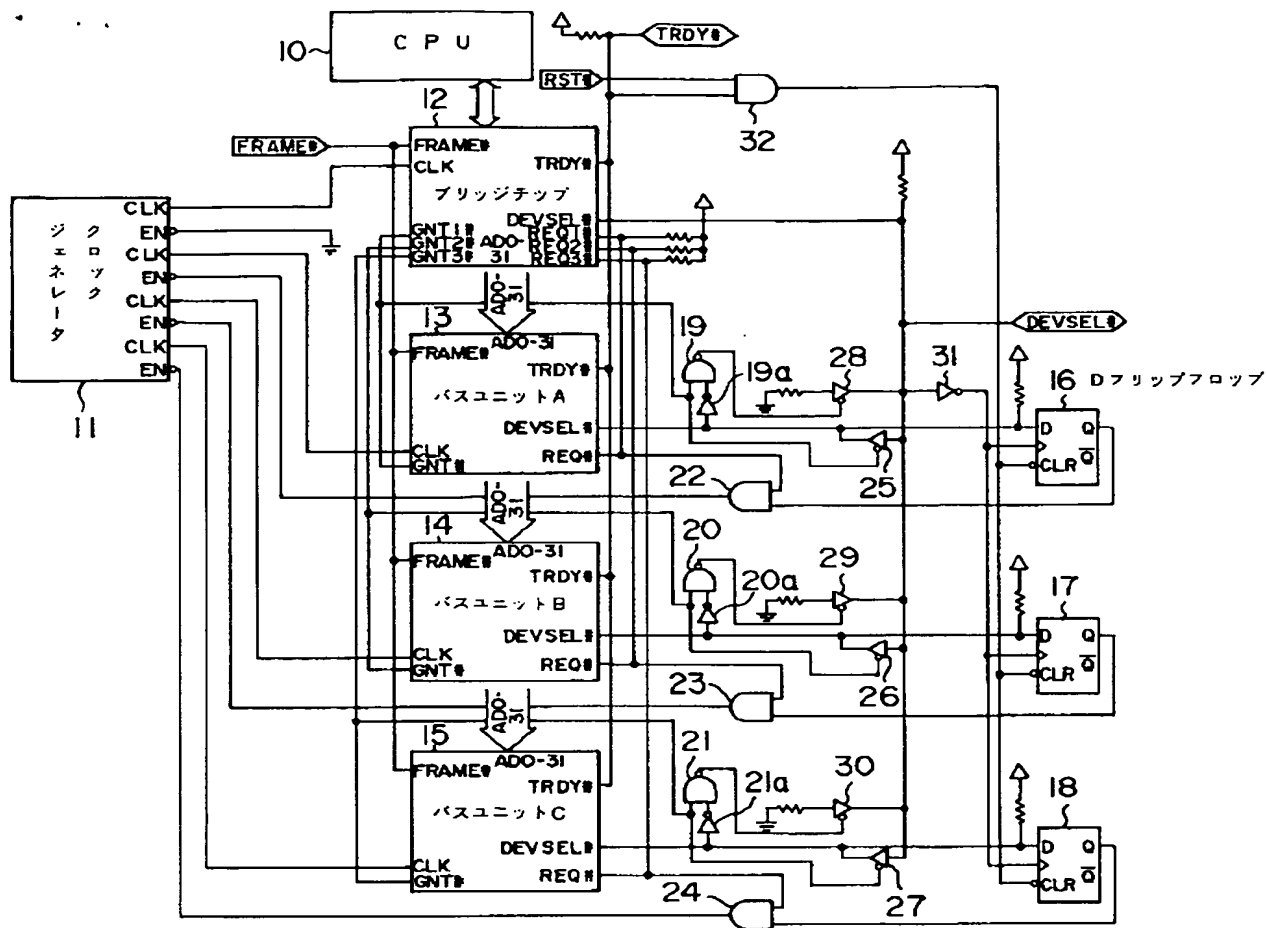 CPU
10
TRDY#
RST#
32
12
FRAME#
FRAME#
CLK
TRDY#
ブリッジチップ
DEVSEL#
GNT1#
GNT2#
GNT3#
AD0-31
REQ1#
REQ2#
REQ3#
クロックジェネレータ
CLK
EN
CLK
EN
CLK
EN
CLK
EN
11
AD0-31
13
AD0-31
FRAME#
TRDY#
バスユニットA
DEVSEL#
CLK
GNT#
REQ#
19
19a
28
31
DEVSEL#
16 Dフリップフロップ
D
Q
Q̅
CLR
25
22
AD0-31
14
AD0-31
FRAME#
TRDY#
バスユニットB
DEVSEL#
CLK
GNT#
REQ#
20
20a
29
17
D
Q
Q̅
CLR
26
23
AD0-31
15
AD0-31
FRAME#
TRDY#
バスユニットC
DEVSEL#
CLK
GNT#
REQ#
21
21a
30
18
D
Q
Q̅
CLR
27
24